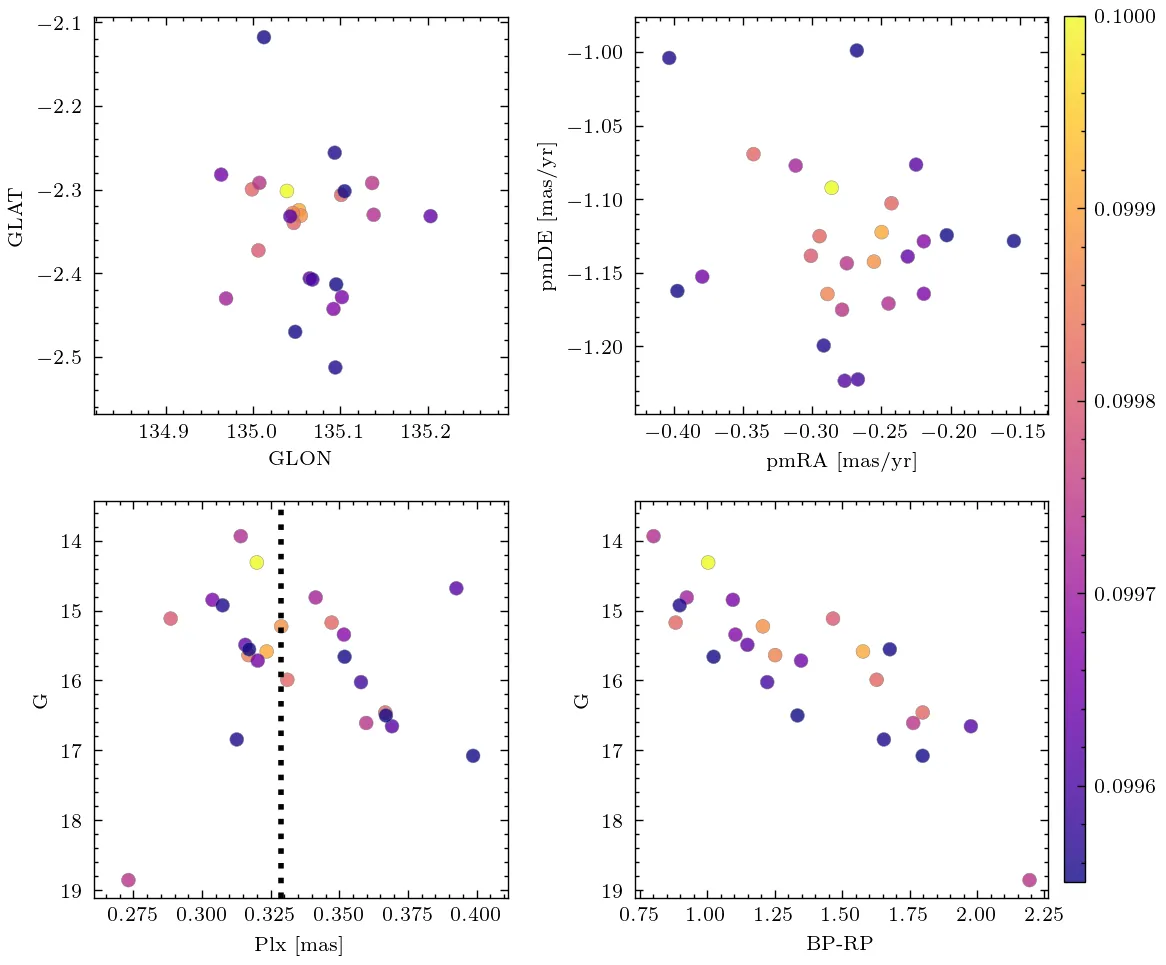 −2.1
−2.2
−2.3
−2.4
−2.5
GLAT
134.9 135.0 135.1 135.2
GLON
−1.00
−1.05
−1.10
−1.15
−1.20
pmDE [mas/yr]
−0.40 −0.35 −0.30 −0.25 −0.20 −0.15
pmRA [mas/yr]
14
15
16
17
18
19
G
0.275 0.300 0.325 0.350 0.375 0.400
Plx [mas]
14
15
16
17
18
19
G
0.75 1.00 1.25 1.50 1.75 2.00 2.25
BP-RP
0.1000
0.0999
0.0998
0.0997
0.0996